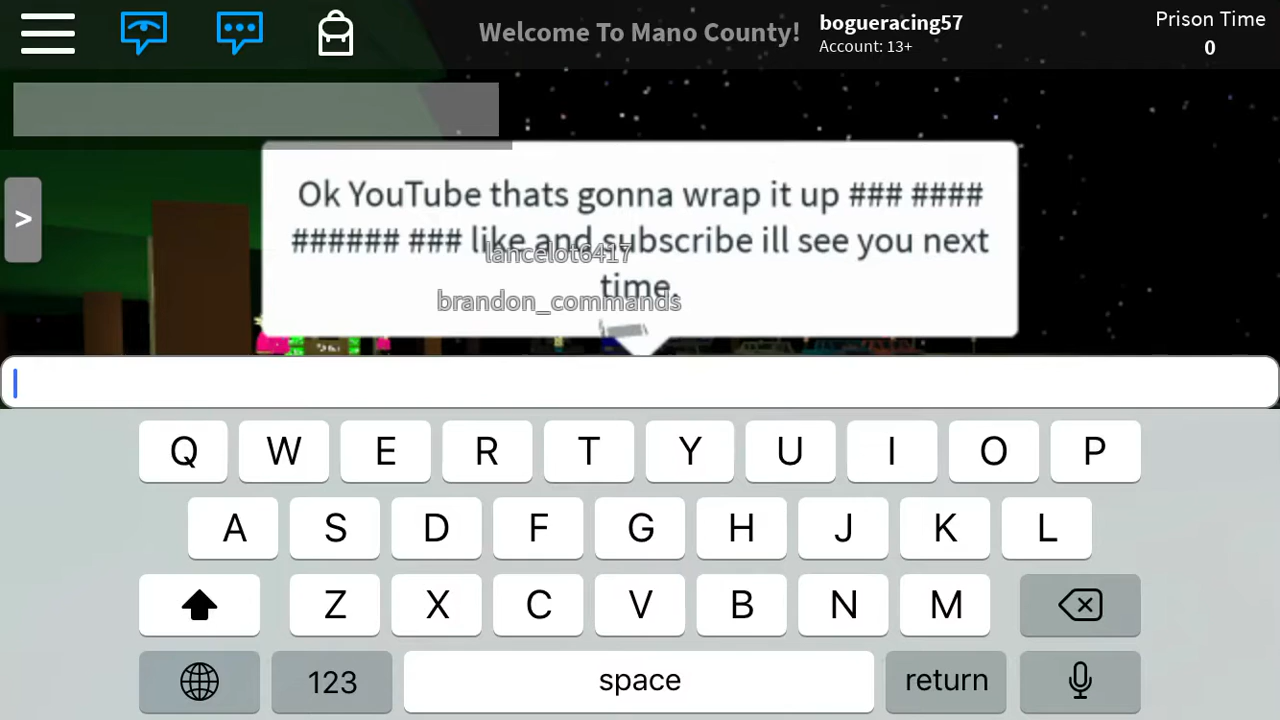 Welcome To Mano County!
bogueracing57
Account: 13+
Prison Time
0
>
Ok YouTube thats gonna wrap it up ### ####
###### ### like and subscribe ill see you next
time.
lancelot6417
brandon_commands
Q W E R T Y U I O P
A S D F G H J K L
Z X C V B N M
123 space return